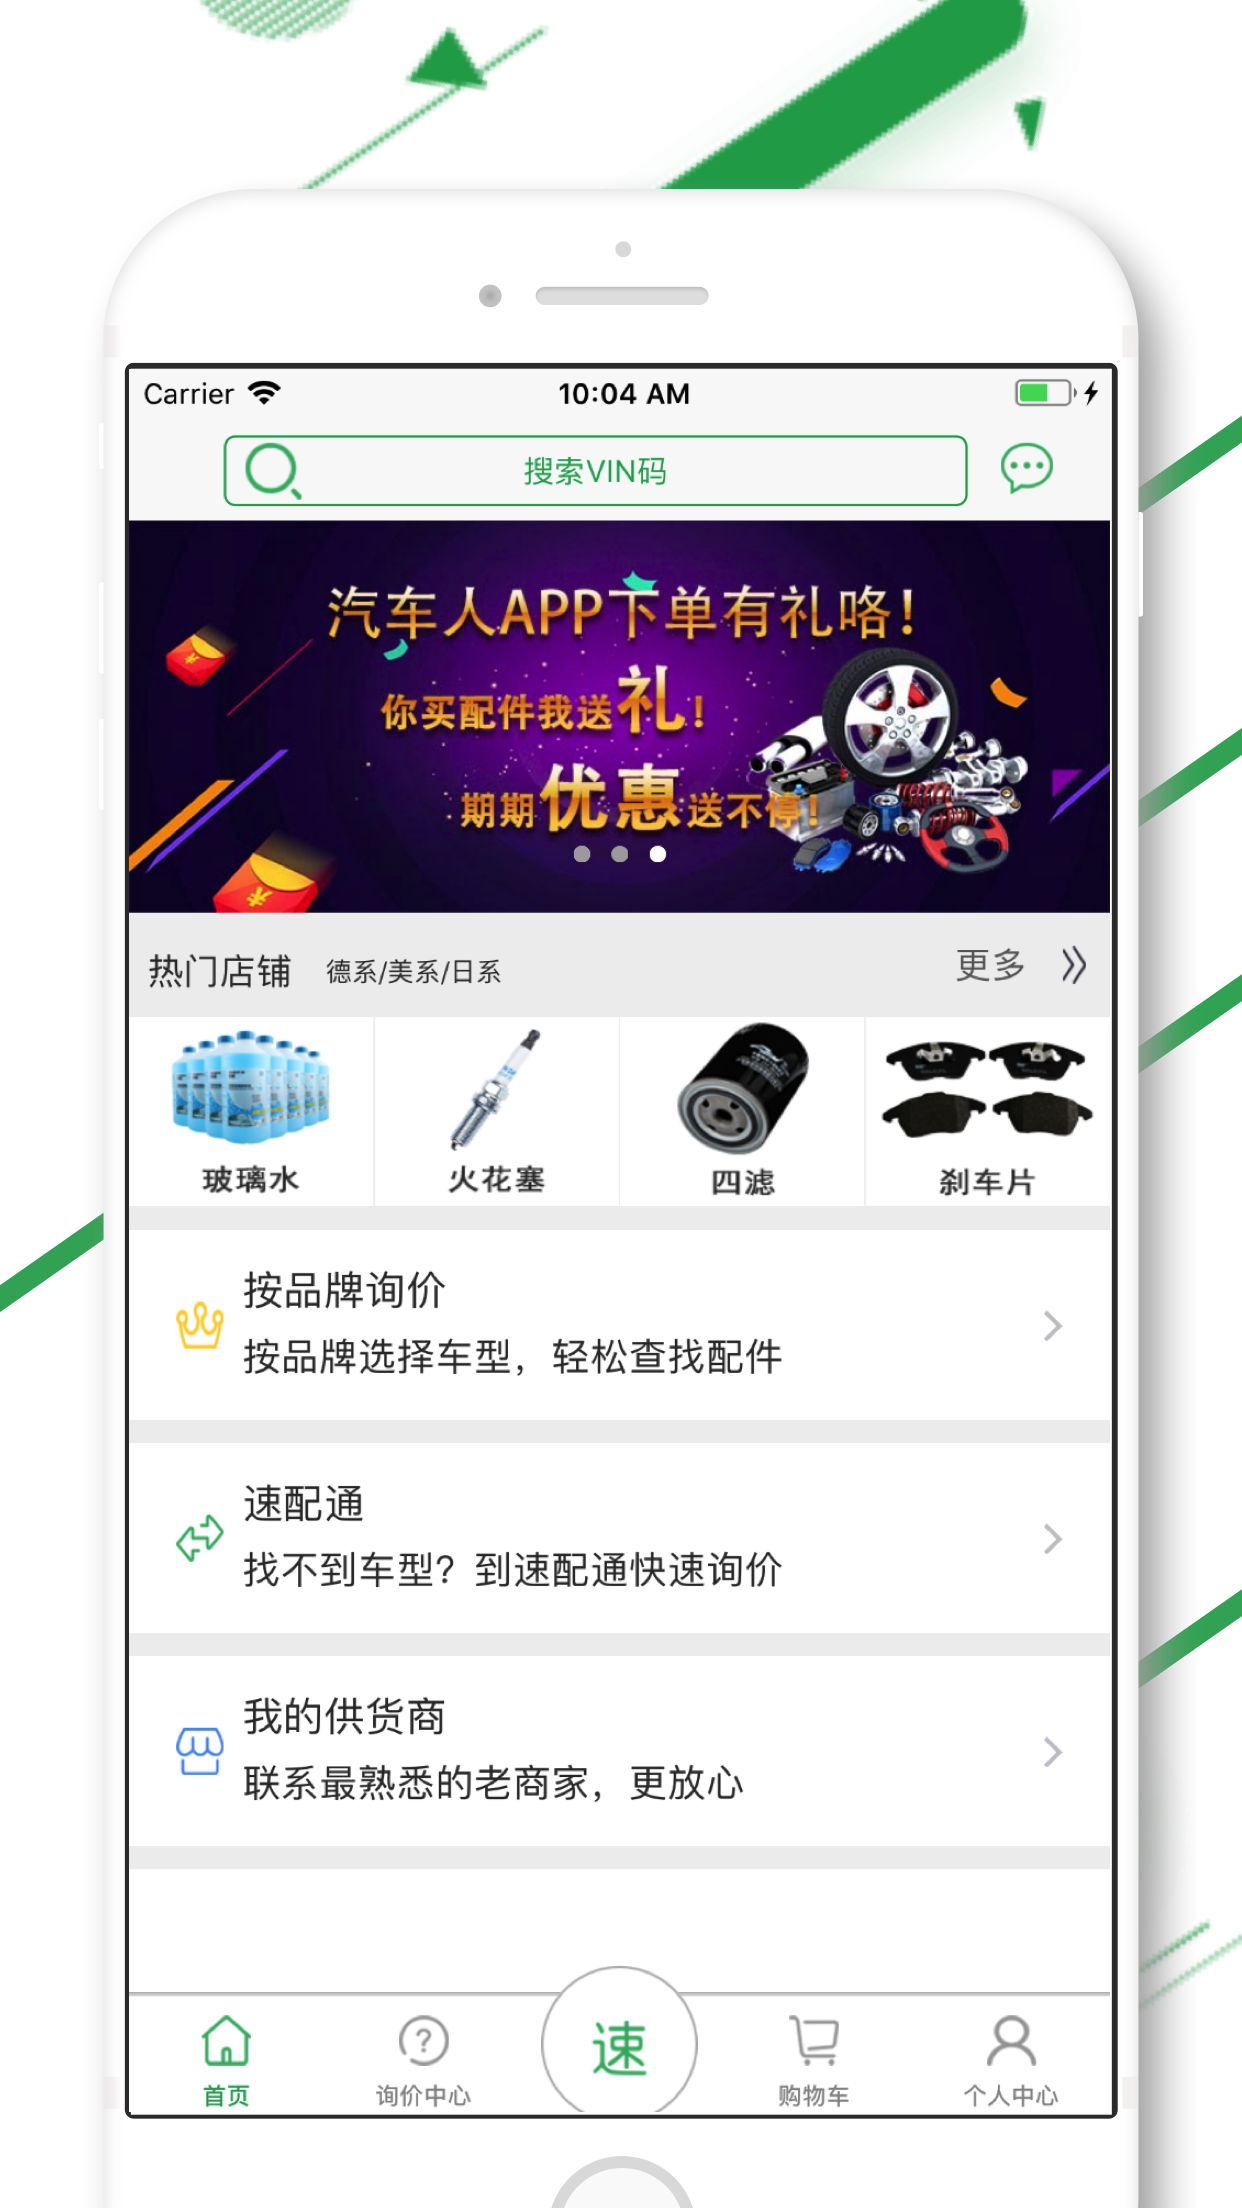 Carrier 10:04 AM
搜索VIN码
汽车人APP下单有礼咯！
你买配件我送礼！
期期优惠送不停！
热门店铺 德系/美系/日系 更多
玻璃水 火花塞 四滤 刹车片
按品牌询价
按品牌选择车型，轻松查找配件
速配通
找不到车型？到速配通快速询价
我的供货商
联系最熟悉的老商家，更放心
速
首页 询价中心 购物车 个人中心